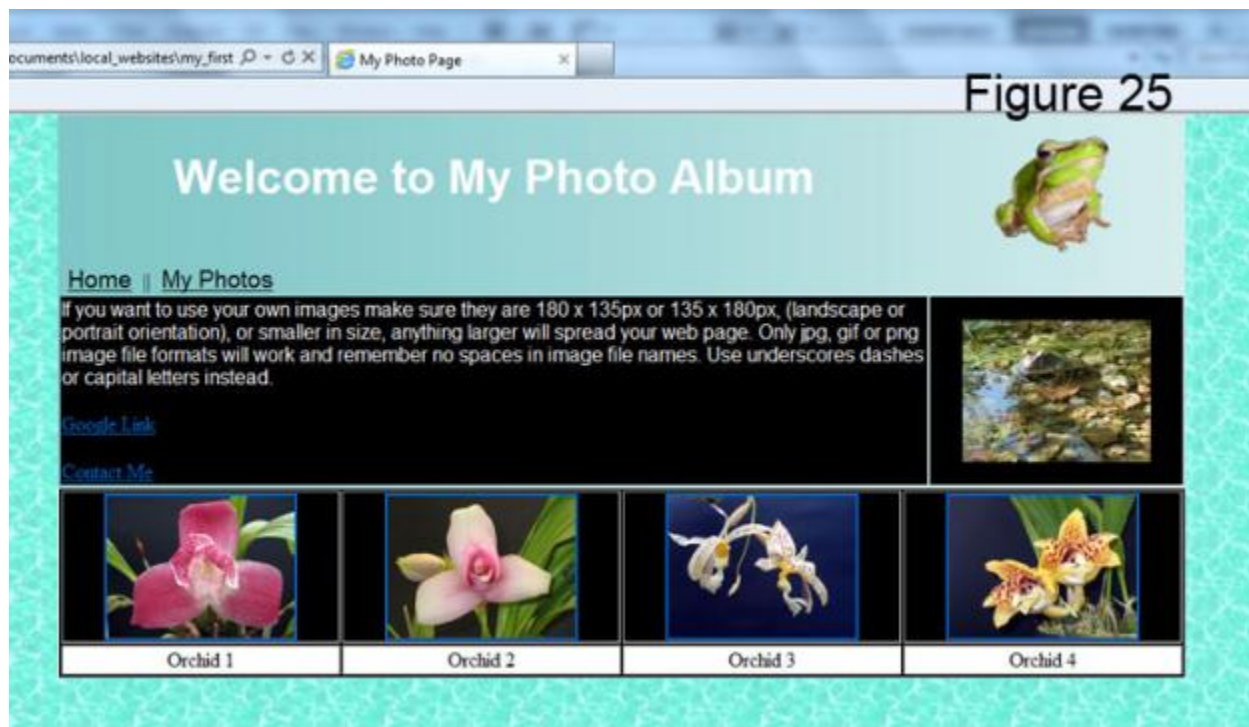 ocuments\local_websites\my_first
My Photo Page
Figure 25
Welcome to My Photo Album
Home || My Photos
If you want to use your own images make sure they are 180 x 135px or 135 x 180px, (landscape or
portrait orientation), or smaller in size, anything larger will spread your web page. Only jpg, gif or png
image file formats will work and remember no spaces in image file names. Use underscores dashes
or capital letters instead.
Google Link
Contact Me
Orchid 1
Orchid 2
Orchid 3
Orchid 4